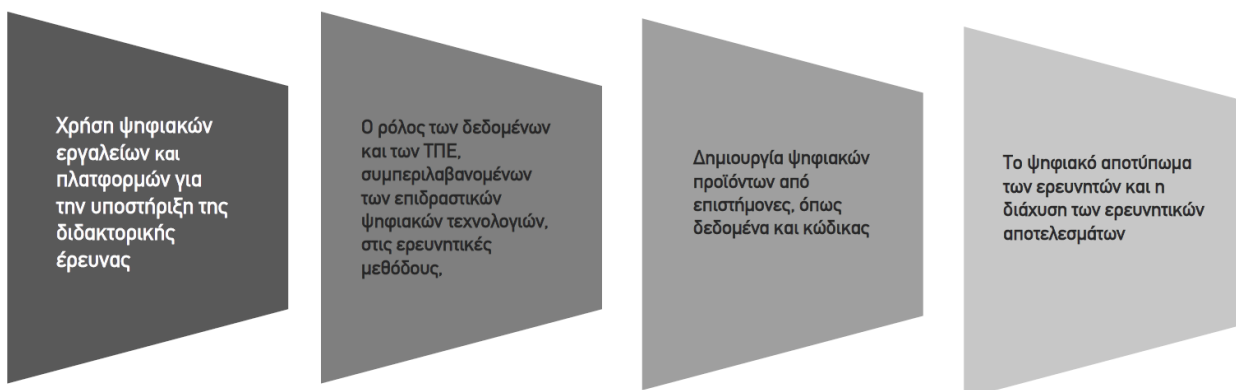 Χρήση ψηφιακών
εργαλείων και
πλατφορμών για
την υποστήριξη της
διδακτορικής
έρευνας
Ο ρόλος των δεδομένων
και των ΤΠΕ,
συμπεριλαβανομένων
των επιδραστικών
ψηφιακών τεχνολογιών,
στις ερευνητικές
μεθόδους,
Δημιουργία ψηφιακών
προϊόντων από
επιστήμονες, όπως
δεδομένα και κώδικας
Το ψηφιακό αποτύπωμα
των ερευνητών και η
διάχυση των ερευνητικών
αποτελεσμάτων